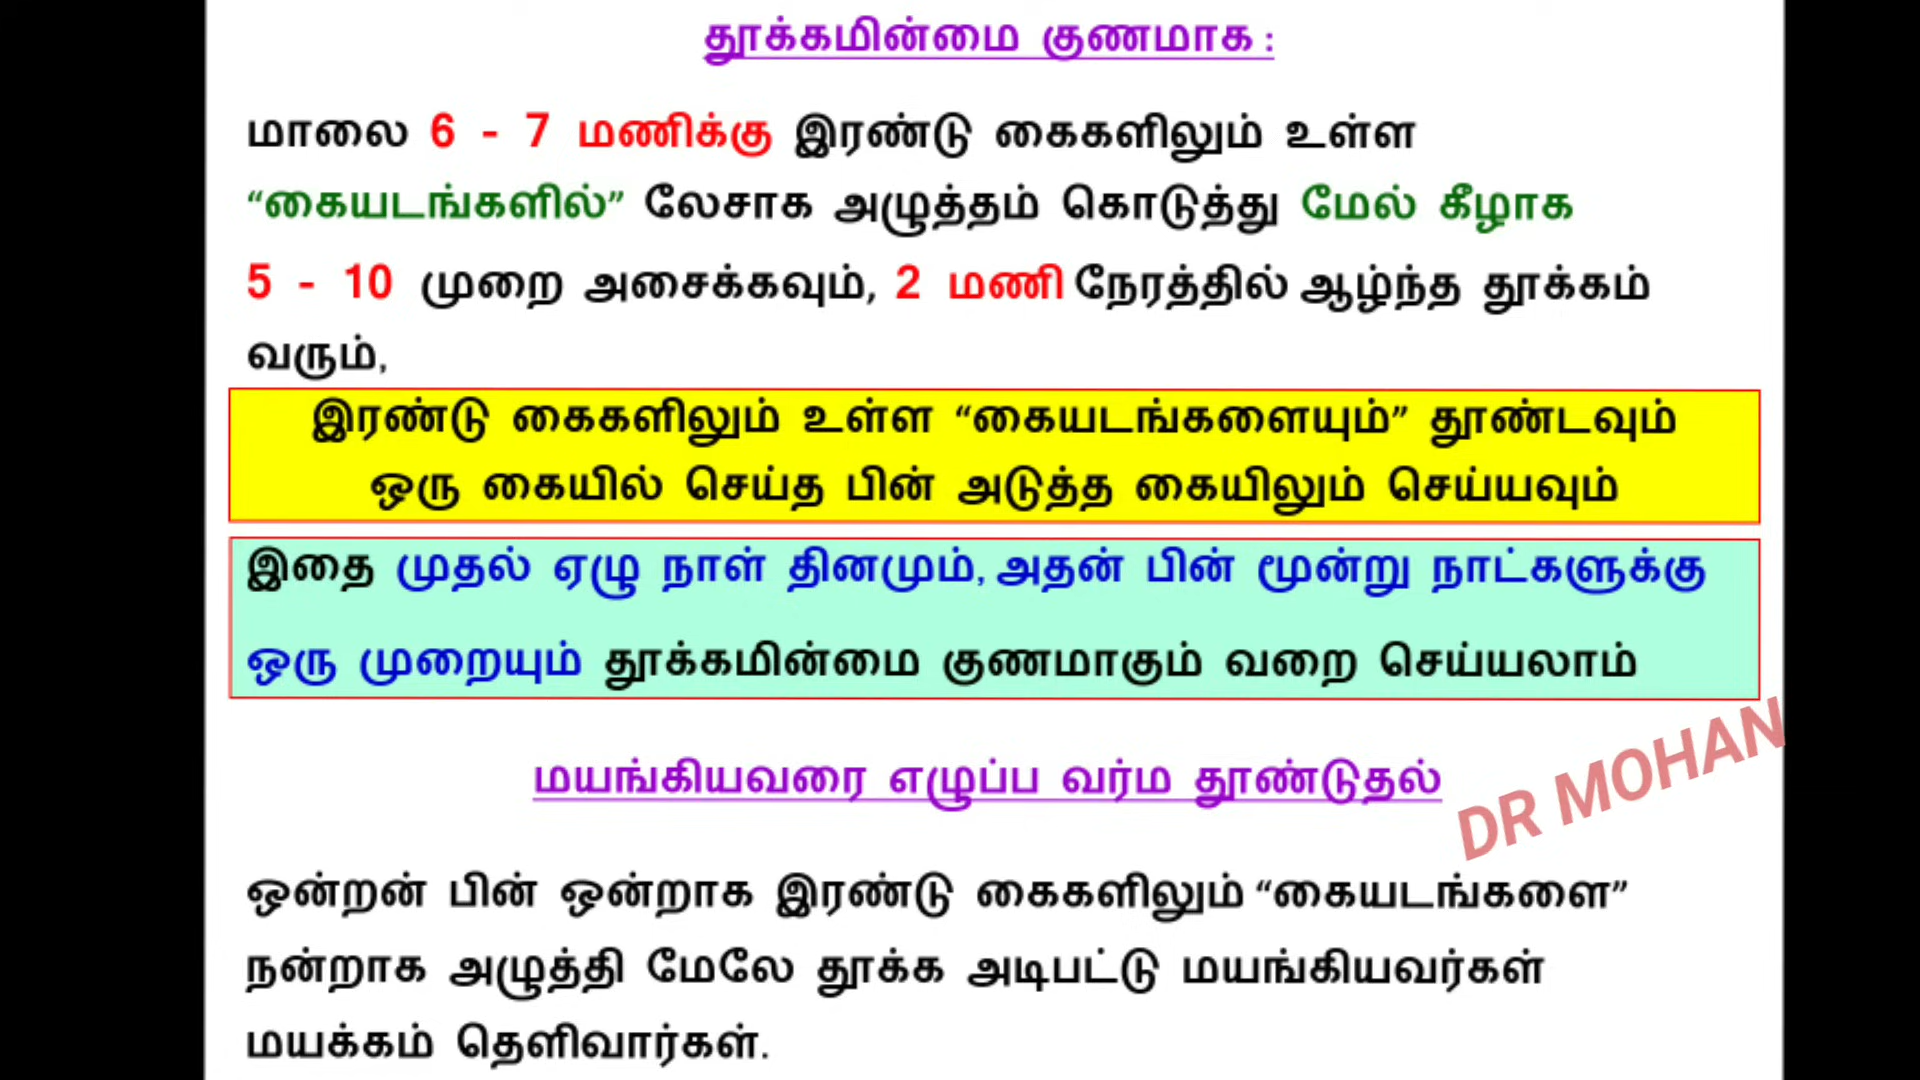 தூக்கமின்மை குணமாக :
மாலை 6 - 7 மணிக்கு இரண்டு கைகளிலும் உள்ள
“கையடங்களில்” லேசாக அழுத்தம் கொடுத்து மேல் கீழாக
5 - 10 முறை அசைக்கவும், 2 மணி நேரத்தில் ஆழ்ந்த தூக்கம்
வரும்,
இரண்டு கைகளிலும் உள்ள “கையடங்களையும்” தூண்டவும்
ஒரு கையில் செய்த பின் அடுத்த கையிலும் செய்யவும்
இதை முதல் ஏழு நாள் தினமும், அதன் பின் மூன்று நாட்களுக்கு
ஒரு முறையும் தூக்கமின்மை குணமாகும் வறை செய்யலாம்
மயங்கியவரை எழுப்ப வர்ம தூண்டுதல்
DR MOHAN
ஒன்றன் பின் ஒன்றாக இரண்டு கைகளிலும் “கையடங்களை”
நன்றாக அழுத்தி மேலே தூக்க அடிபட்டு மயங்கியவர்கள்
மயக்கம் தெளிவார்கள்.